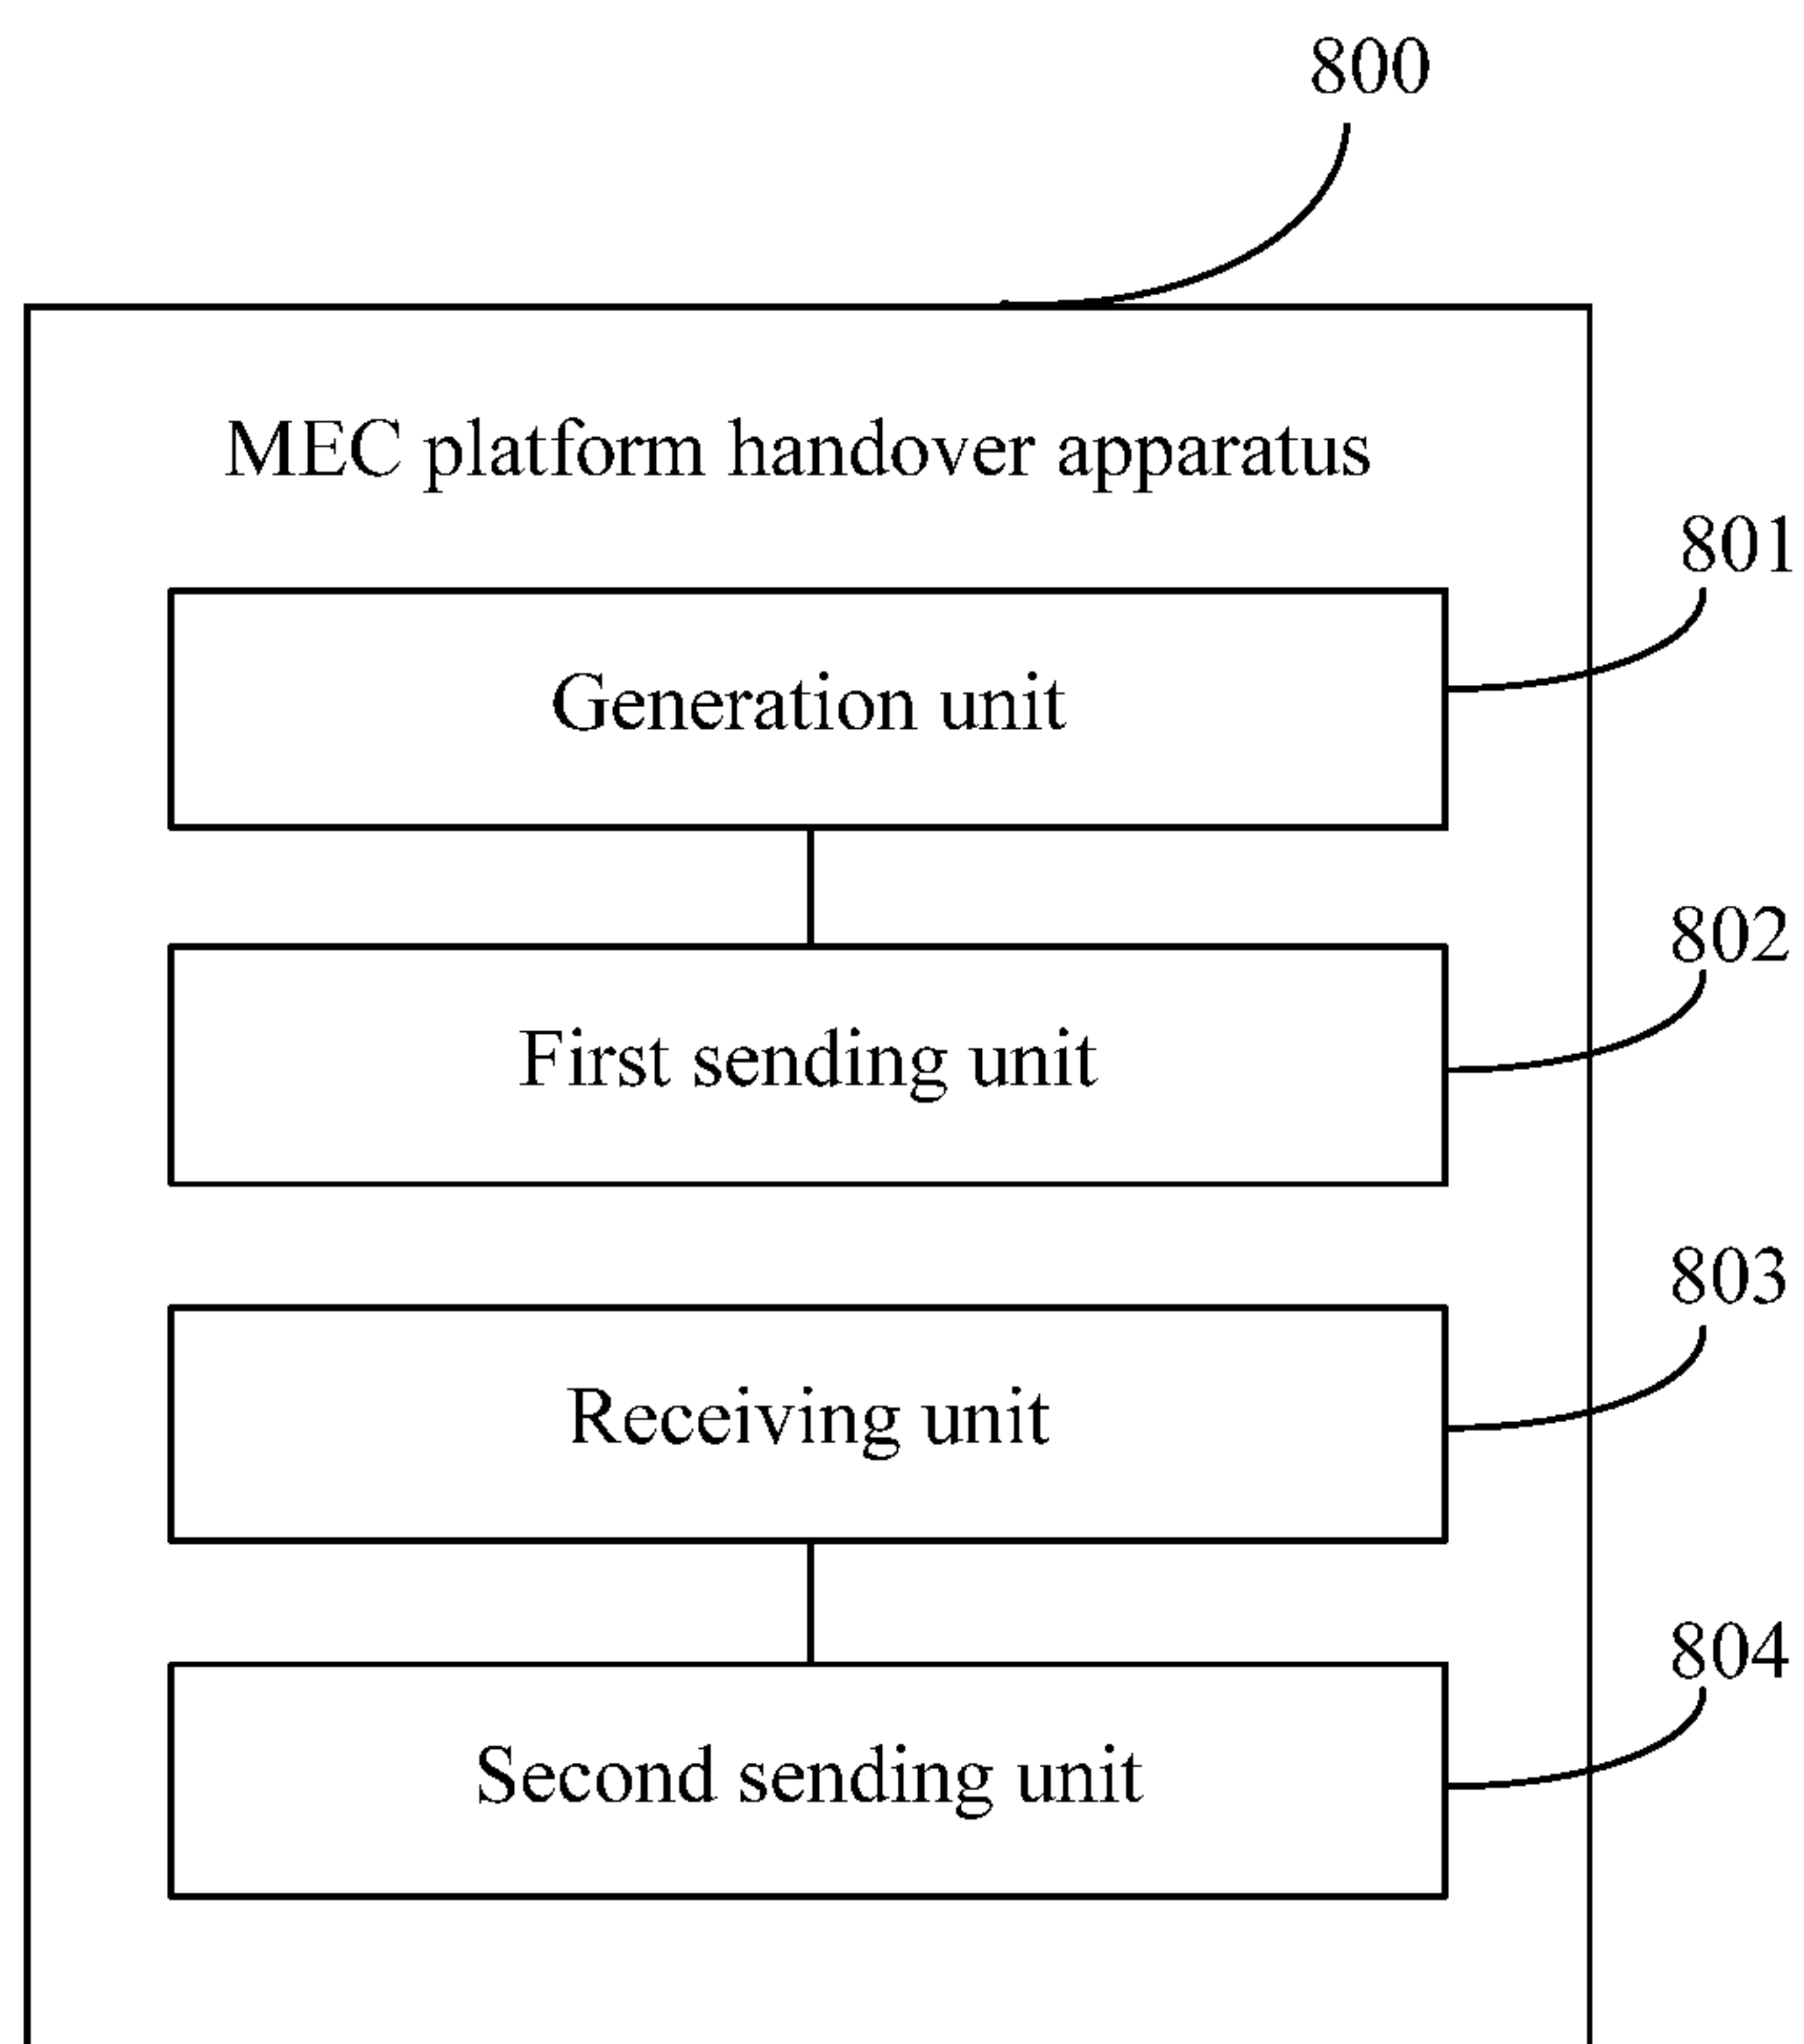 800
MEC platform handover apparatus
801
Generation unit
802
First sending unit
803
Receiving unit
804
Second sending unit